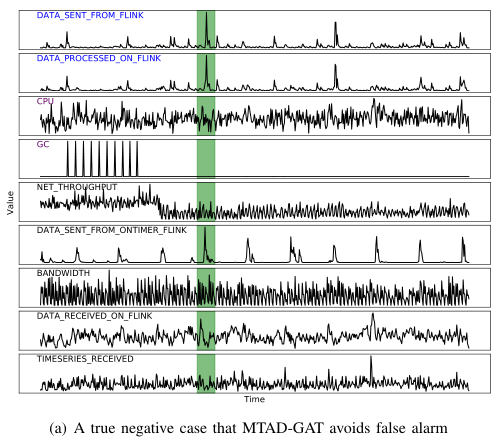 DATA_SENT_FROM_FLINK
DATA_PROCESSED_ON_FLINK
CPU
GC
NET_THROUGHPUT
DATA_SENT_FROM_ONTIMER_FLINK
BANDWIDTH
DATA_RECEIVED_ON_FLINK
TIMESERIES_RECEIVED
Value
Time
(a) A true negative case that MTAD-GAT avoids false alarm